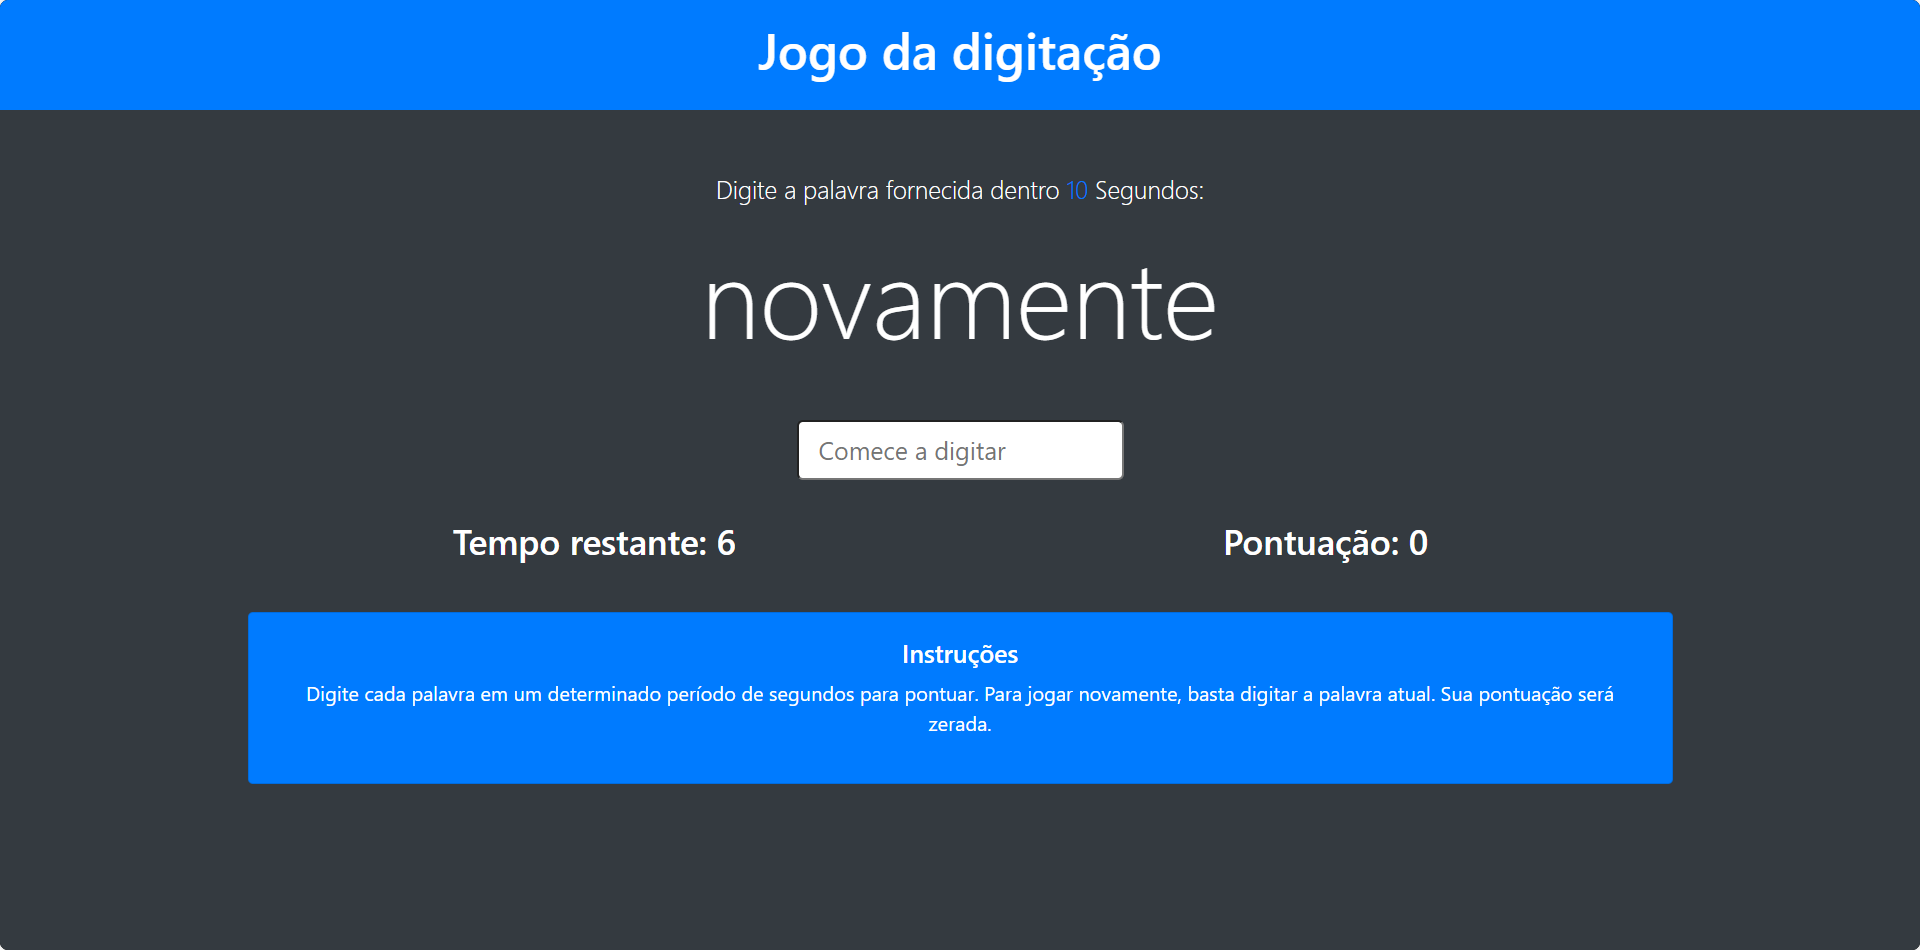 Jogo da digitação
Digite a palavra fornecida dentro 10 Segundos:
novamente
Comece a digitar
Tempo restante: 6
Pontuação: 0
Instruções
Digite cada palavra em um determinado período de segundos para pontuar. Para jogar novamente, basta digitar a palavra atual. Sua pontuação será
zerada.